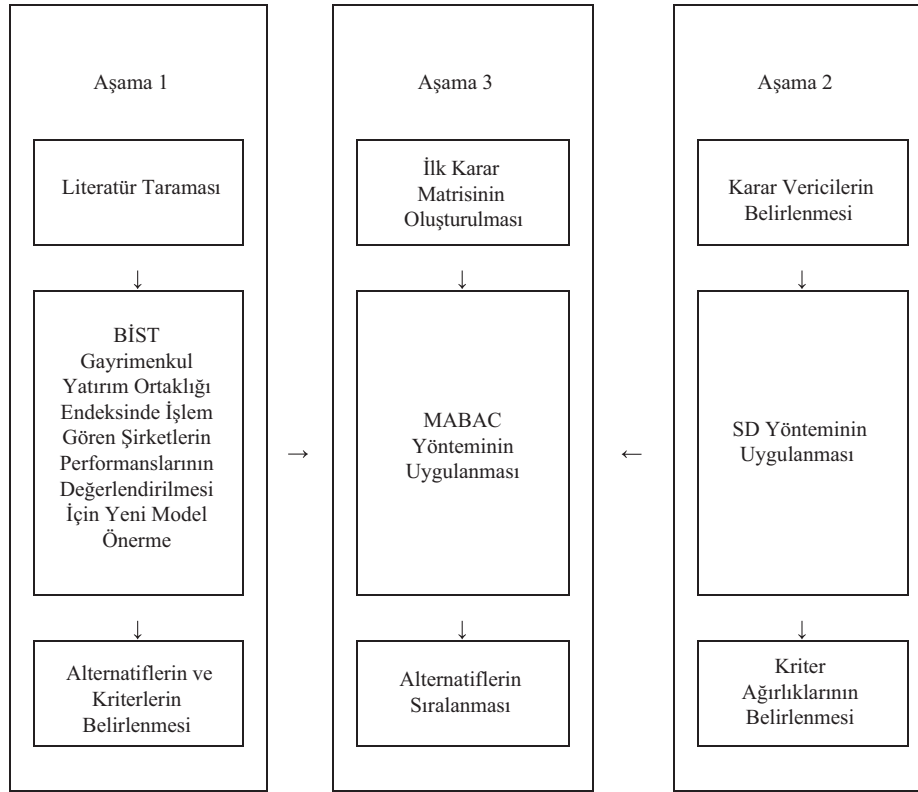 Aşama 1
Literatür Taraması
↓
BİST
Gayrimenkul
Yatırım Ortaklığı
Endeksinde İşlem
Gören Şirketlerin
Performanslarının
Değerlendirilmesi
İçin Yeni Model
Önerme
↓
Alternatiflerin ve
Kriterlerin
Belirlenmesi
→
Aşama 3
İlk Karar
Matrisinin
Oluşturulması
↓
MABAC
Yönteminin
Uygulanması
↓
Alternatiflerin
Sıralanması
←
Aşama 2
Karar Vericilerin
Belirlenmesi
↓
SD Yönteminin
Uygulanması
↓
Kriter
Ağırlıklarının
Belirlenmesi